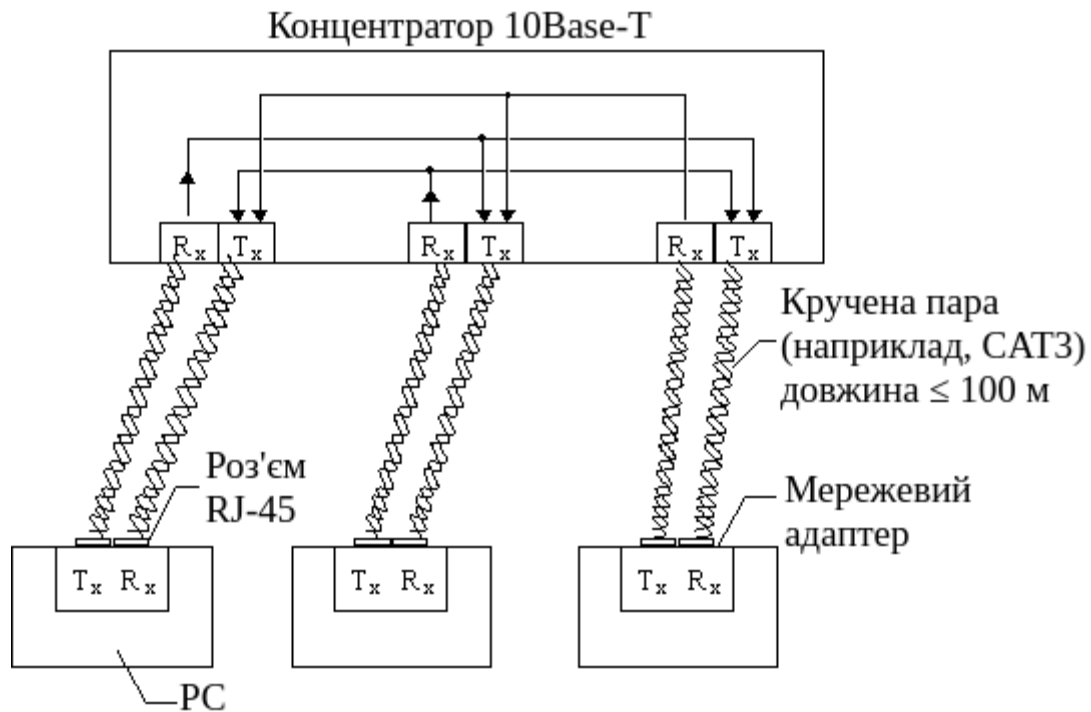 Концентратор 10Base-T
Rx Tx Rx Tx Rx Tx
Кручена пара
(наприклад, CAT3)
довжина ≤ 100 м
Роз'єм
RJ-45
Мережевий
адаптер
Tx Rx Tx Rx Tx Rx
PC